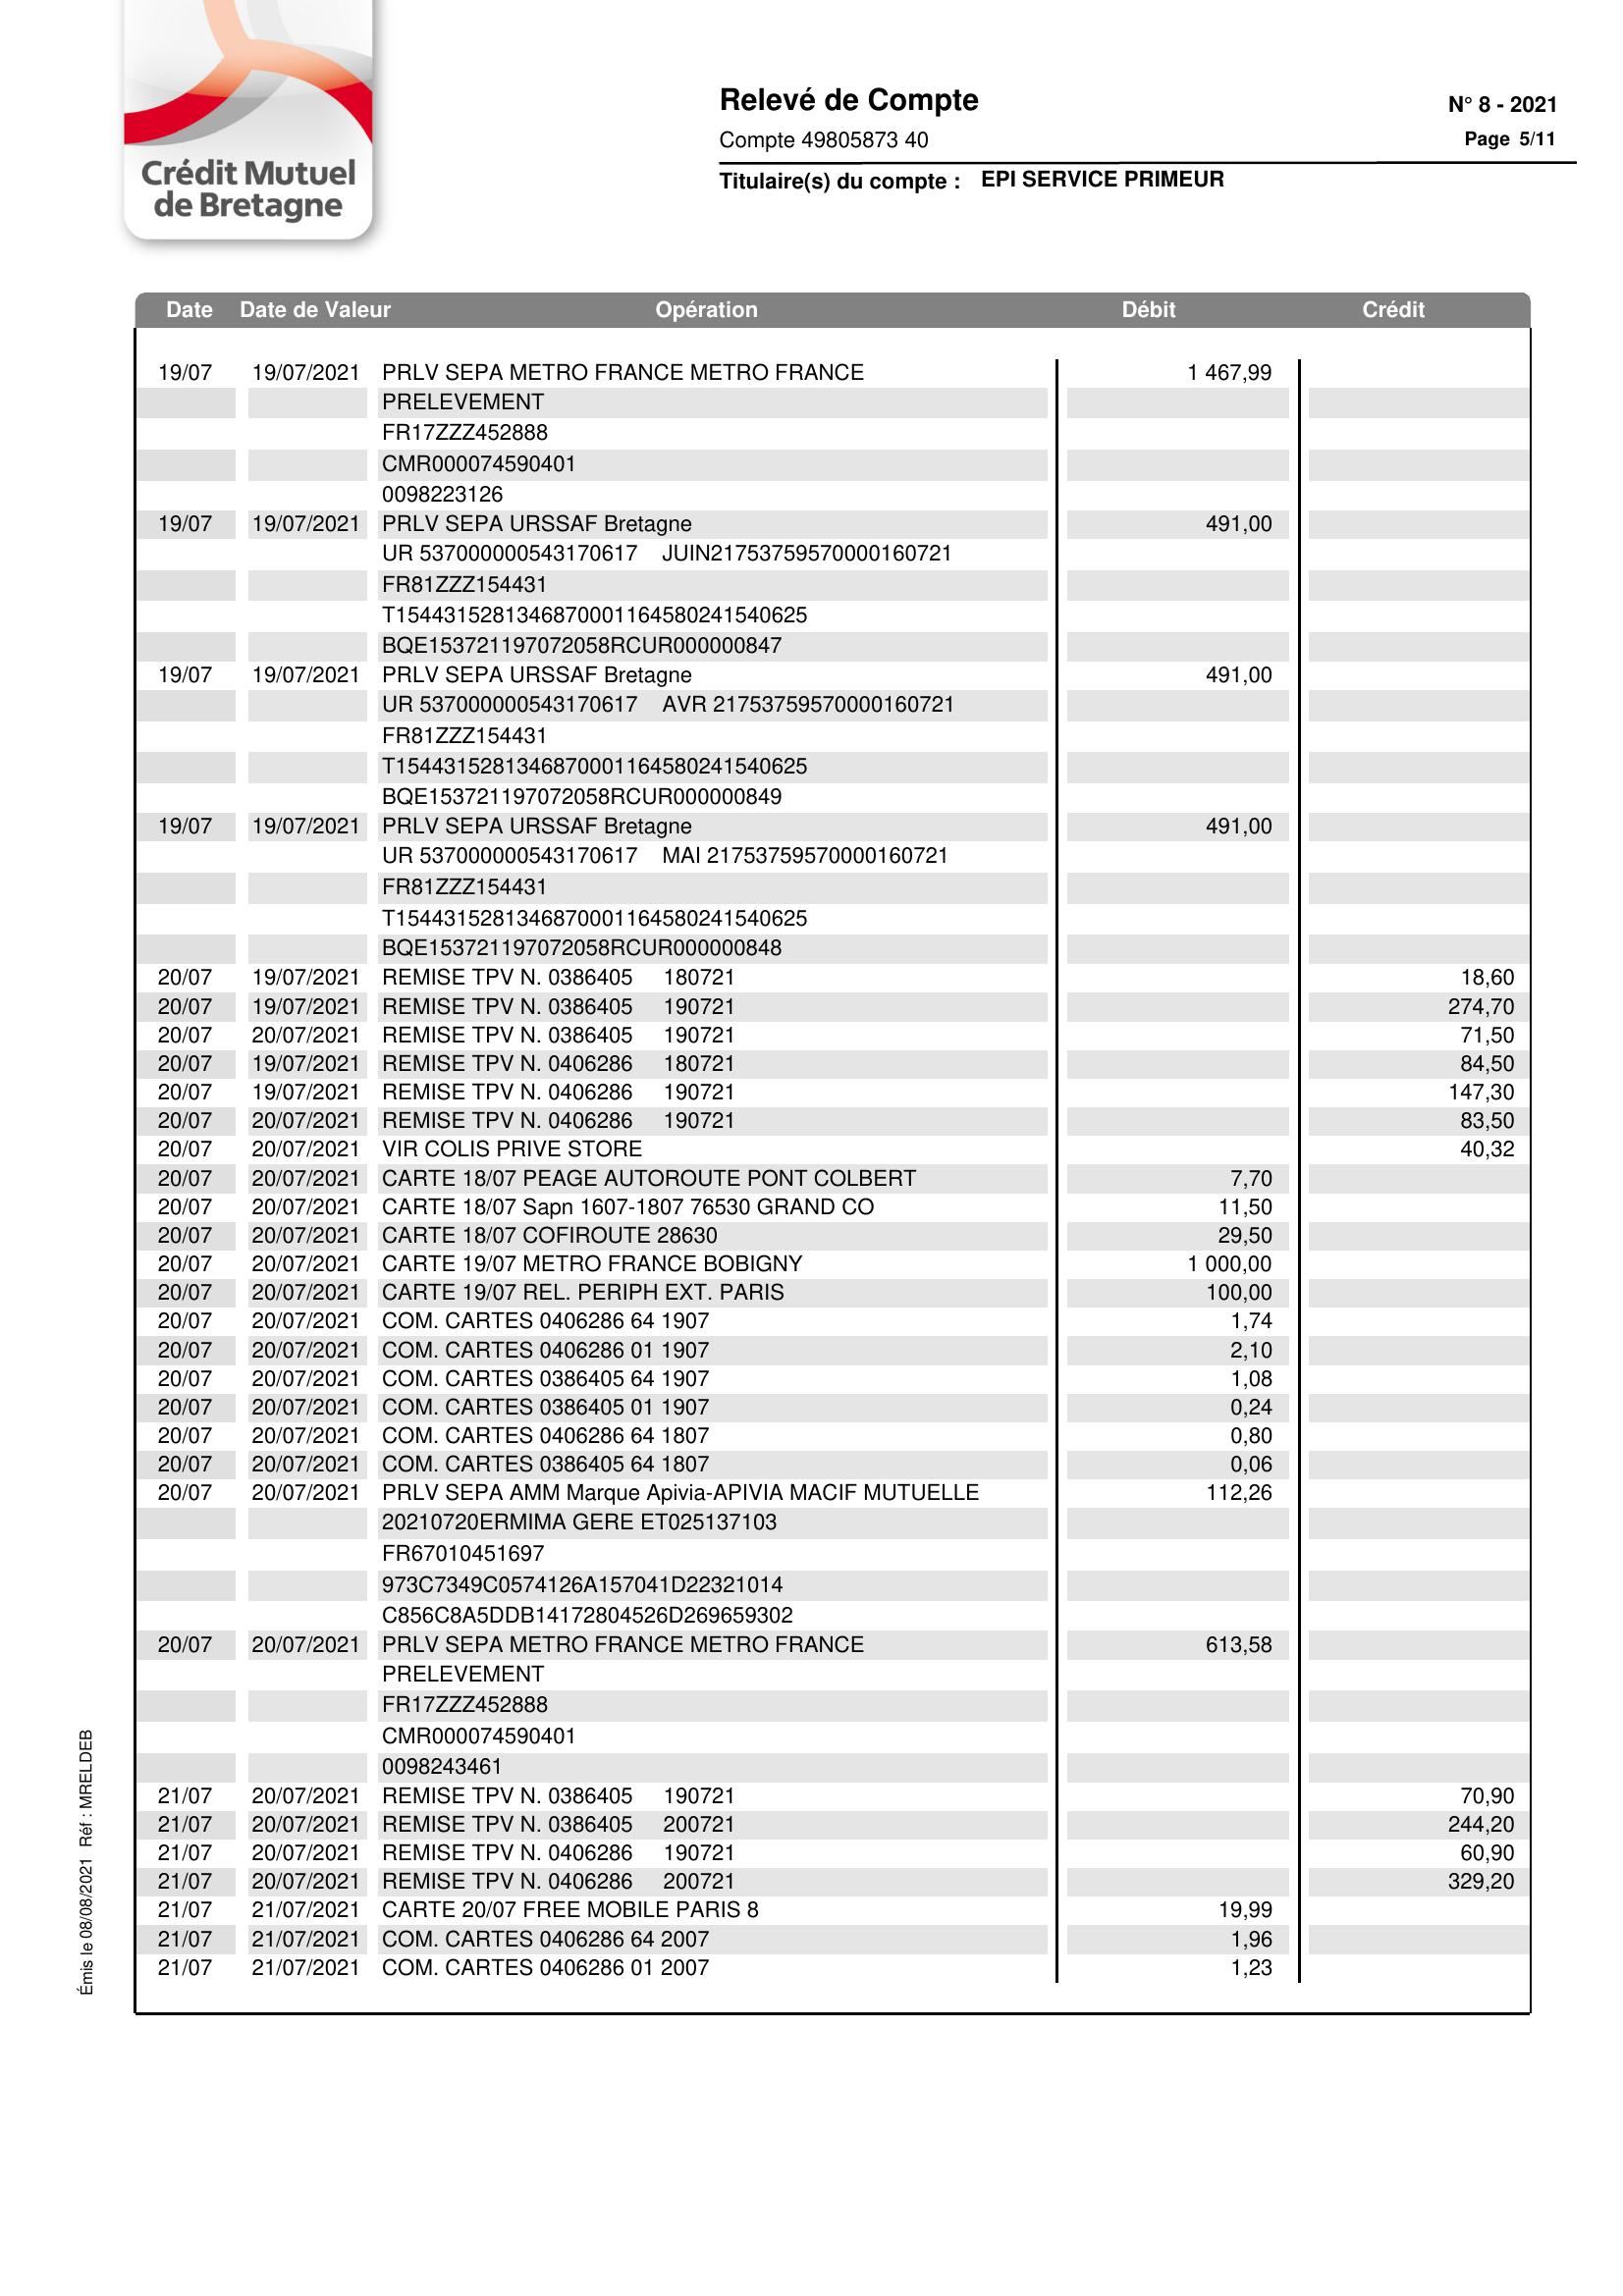 Crédit Mutuel
de Bretagne
Relevé de Compte
N° 8 - 2021
Compte 49805873 40
Page 5/11
Titulaire(s) du compte : EPI SERVICE PRIMEUR
Date Date de Valeur Opération Débit Crédit
19/07 19/07/2021 PRLV SEPA METRO FRANCE METRO FRANCE 1 467,99
PRELEVEMENT
FR17ZZZ452888
CMR000074590401
0098223126
19/07 19/07/2021 PRLV SEPA URSSAF Bretagne 491,00
UR 537000000543170617 JUIN21753759570000160721
FR81ZZZ154431
T15443152813468700011645802415406​25
BQE153721197072058RCUR000000847
19/07 19/07/2021 PRLV SEPA URSSAF Bretagne 491,00
UR 537000000543170617 AVR 21753759570000160721
FR81ZZZ154431
T1544315281346870001164580241540625
BQE153721197072058RCUR000000849
19/07 19/07/2021 PRLV SEPA URSSAF Bretagne 491,00
UR 537000000543170617 MAI 21753759570000160721
FR81ZZZ154431
T1544315281346870001164580241540625
BQE153721197072058RCUR000000848
20/07 19/07/2021 REMISE TPV N. 0386405 180721 18,60
20/07 19/07/2021 REMISE TPV N. 0386405 190721 274,70
20/07 20/07/2021 REMISE TPV N. 0386405 190721 71,50
20/07 19/07/2021 REMISE TPV N. 0406286 180721 84,50
20/07 19/07/2021 REMISE TPV N. 0406286 190721 147,30
20/07 20/07/2021 REMISE TPV N. 0406286 190721 83,50
20/07 20/07/2021 VIR COLIS PRIVE STORE 40,32
20/07 20/07/2021 CARTE 18/07 PEAGE AUTOROUTE PONT COLBERT 7,70
20/07 20/07/2021 CARTE 18/07 Sapn 1607-1807 76530 GRAND CO 11,50
20/07 20/07/2021 CARTE 18/07 COFIROUTE 28630 29,50
20/07 20/07/2021 CARTE 19/07 METRO FRANCE BOBIGNY 1 000,00
20/07 20/07/2021 CARTE 19/07 REL. PERIPH EXT. PARIS 100,00
20/07 20/07/2021 COM. CARTES 0406286 64 1907 1,74
20/07 20/07/2021 COM. CARTES 0406286 01 1907 2,10
20/07 20/07/2021 COM. CARTES 0386405 64 1907 1,08
20/07 20/07/2021 COM. CARTES 0386405 01 1907 0,24
20/07 20/07/2021 COM. CARTES 0406286 64 1807 0,80
20/07 20/07/2021 COM. CARTES 0386405 64 1807 0,06
20/07 20/07/2021 PRLV SEPA AMM Marque Apivia-APIVIA MACIF MUTUELLE 112,26
20210720ERMIMA GERE ET025137103
FR67010451697
973C7349C0574126A157041D22321014
C856C8A5DDB14172804526D269659302
20/07 20/07/2021 PRLV SEPA METRO FRANCE METRO FRANCE 613,58
PRELEVEMENT
FR17ZZZ452888
CMR000074590401
0098243461
21/07 20/07/2021 REMISE TPV N. 0386405 190721 70,90
21/07 20/07/2021 REMISE TPV N. 0386405 200721 244,20
21/07 20/07/2021 REMISE TPV N. 0406286 190721 60,90
21/07 20/07/2021 REMISE TPV N. 0406286 200721 329,20
21/07 21/07/2021 CARTE 20/07 FREE MOBILE PARIS 8 19,99
21/07 21/07/2021 COM. CARTES 0406286 64 2007 1,96
21/07 21/07/2021 COM. CARTES 0406286 01 2007 1,23
Émis le 08/08/2021 Réf : MRELDEB